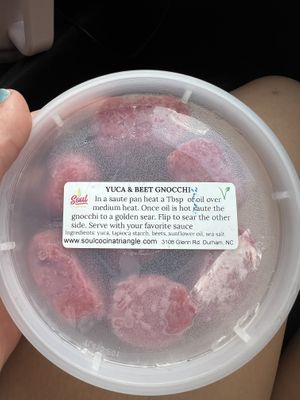 YUCA & BEET GNOCCHI
Soul
In a saute pan heat a Tbsp of oil over
medium heat. Once oil is hot saute the
gnocchi to a golden sear. Flip to sear the other
side. Serve with your favorite sauce
Ingredients: yuca, tapioca starch, beets, sunflower oil, sea salt.
www.soulcocinatriangle.com 3108 Glenn Rd. Durham, NC